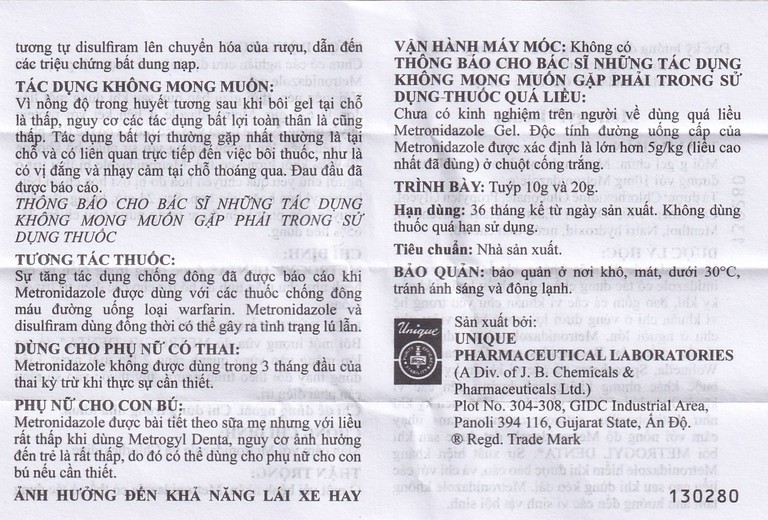 tương tự disulfiram lên chuyển hóa của rượu, dẫn đến
các triệu chứng bất dung nạp.
TÁC DỤNG KHÔNG MONG MUỐN:
Vì nồng độ trong huyết tương sau khi bôi gel tại chỗ
là thấp, nguy cơ các tác dụng bất lợi toàn thân là cũng
thấp. Tác dụng bất lợi thường gặp nhất thường là tại
chỗ và có liên quan trực tiếp đến việc bôi thuốc, như là
có vị đắng và nhạy cảm tại chỗ thoáng qua. Đau đầu đã
được báo cáo.
THÔNG BÁO CHO BÁC SĨ NHỮNG TÁC DỤNG
KHÔNG MONG MUỐN GẶP PHẢI TRONG SỬ
DỤNG THUỐC
TƯƠNG TÁC THUỐC:
Sự tăng tác dụng chống đông đã được báo cáo khi
Metronidazole được dùng với các thuốc chống đông
máu đường uống loại warfarin. Metronidazole và
disulfiram dùng đồng thời có thể gây ra tình trạng lú lẫn.
DÙNG CHO PHỤ NỮ CÓ THAI:
Metronidazole không được dùng trong 3 tháng đầu của
thai kỳ trừ khi thực sự cần thiết.
PHỤ NỮ CHO CON BÚ:
Metronidazole được bài tiết theo sữa mẹ nhưng với liều
rất thấp khi dùng Metrogyl Denta, nguy cơ ảnh hưởng
đến trẻ là rất thấp, do đó có thể dùng cho phụ nữ cho con
bú nếu cần thiết.
ẢNH HƯỞNG ĐẾN KHẢ NĂNG LÁI XE HAY
VẬN HÀNH MÁY MÓC: Không có
THÔNG BÁO CHO BÁC SĨ NHỮNG TÁC DỤNG
KHÔNG MONG MUỐN GẶP PHẢI TRONG SỬ
DỤNG THUỐC QUÁ LIỀU:
Chưa có kinh nghiệm trên người về dùng quá liều
Metronidazole Gel. Độc tính đường uống cấp của
Metronidazole được xác định là lớn hơn 5g/kg (liều cao
nhất đã dùng) ở chuột cống trắng.
TRÌNH BÀY: Tuýp 10g và 20g.
Hạn dùng: 36 tháng kể từ ngày sản xuất. Không dùng
thuốc quá hạn sử dụng.
Tiêu chuẩn: Nhà sản xuất.
BẢO QUẢN: bảo quản ở nơi khô, mát, dưới 30°C,
tránh ánh sáng và đông lạnh.
Unique
Sản xuất bởi:
UNIQUE
PHARMACEUTICAL LABORATORIES
(A Div. of J. B. Chemicals &
Pharmaceuticals Ltd.)
Plot No. 304-308, GIDC Industrial Area,
Panoli 394 116, Gujarat State, Ấn Độ.
® Regd. Trade Mark
130280